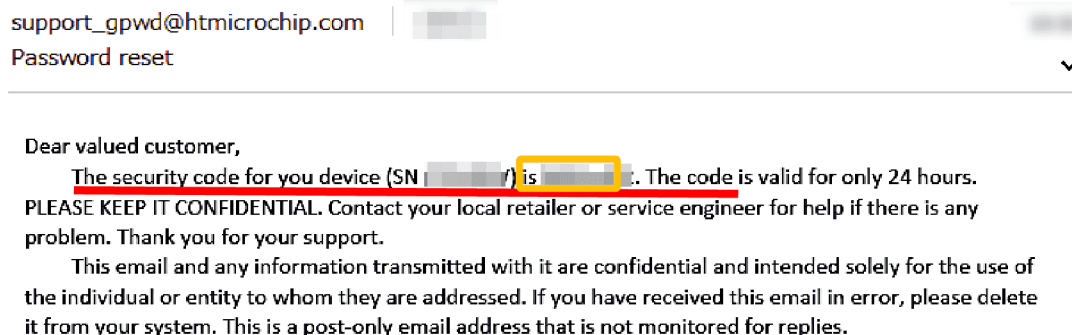 support_gpwd@htmicrochip.com
Password reset
Dear valued customer,
The security code for you device (SN ) is . The code is valid for only 24 hours.
PLEASE KEEP IT CONFIDENTIAL. Contact your local retailer or service engineer for help if there is any
problem. Thank you for your support.
This email and any information transmitted with it are confidential and intended solely for the use of
the individual or entity to whom they are addressed. If you have received this email in error, please delete
it from your system. This is a post-only email address that is not monitored for replies.